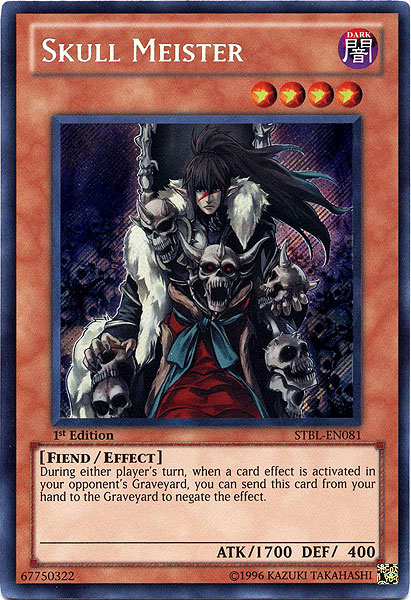 SKULL MEISTER
DARK
闇
1st Edition
STBL-EN081
[FIEND / EFFECT]
During either player's turn, when a card effect is activated in
your opponent's Graveyard, you can send this card from your
hand to the Graveyard to negate the effect.
ATK/1700 DEF/ 400
67750322
©1996 KAZUKI TAKAHASHI